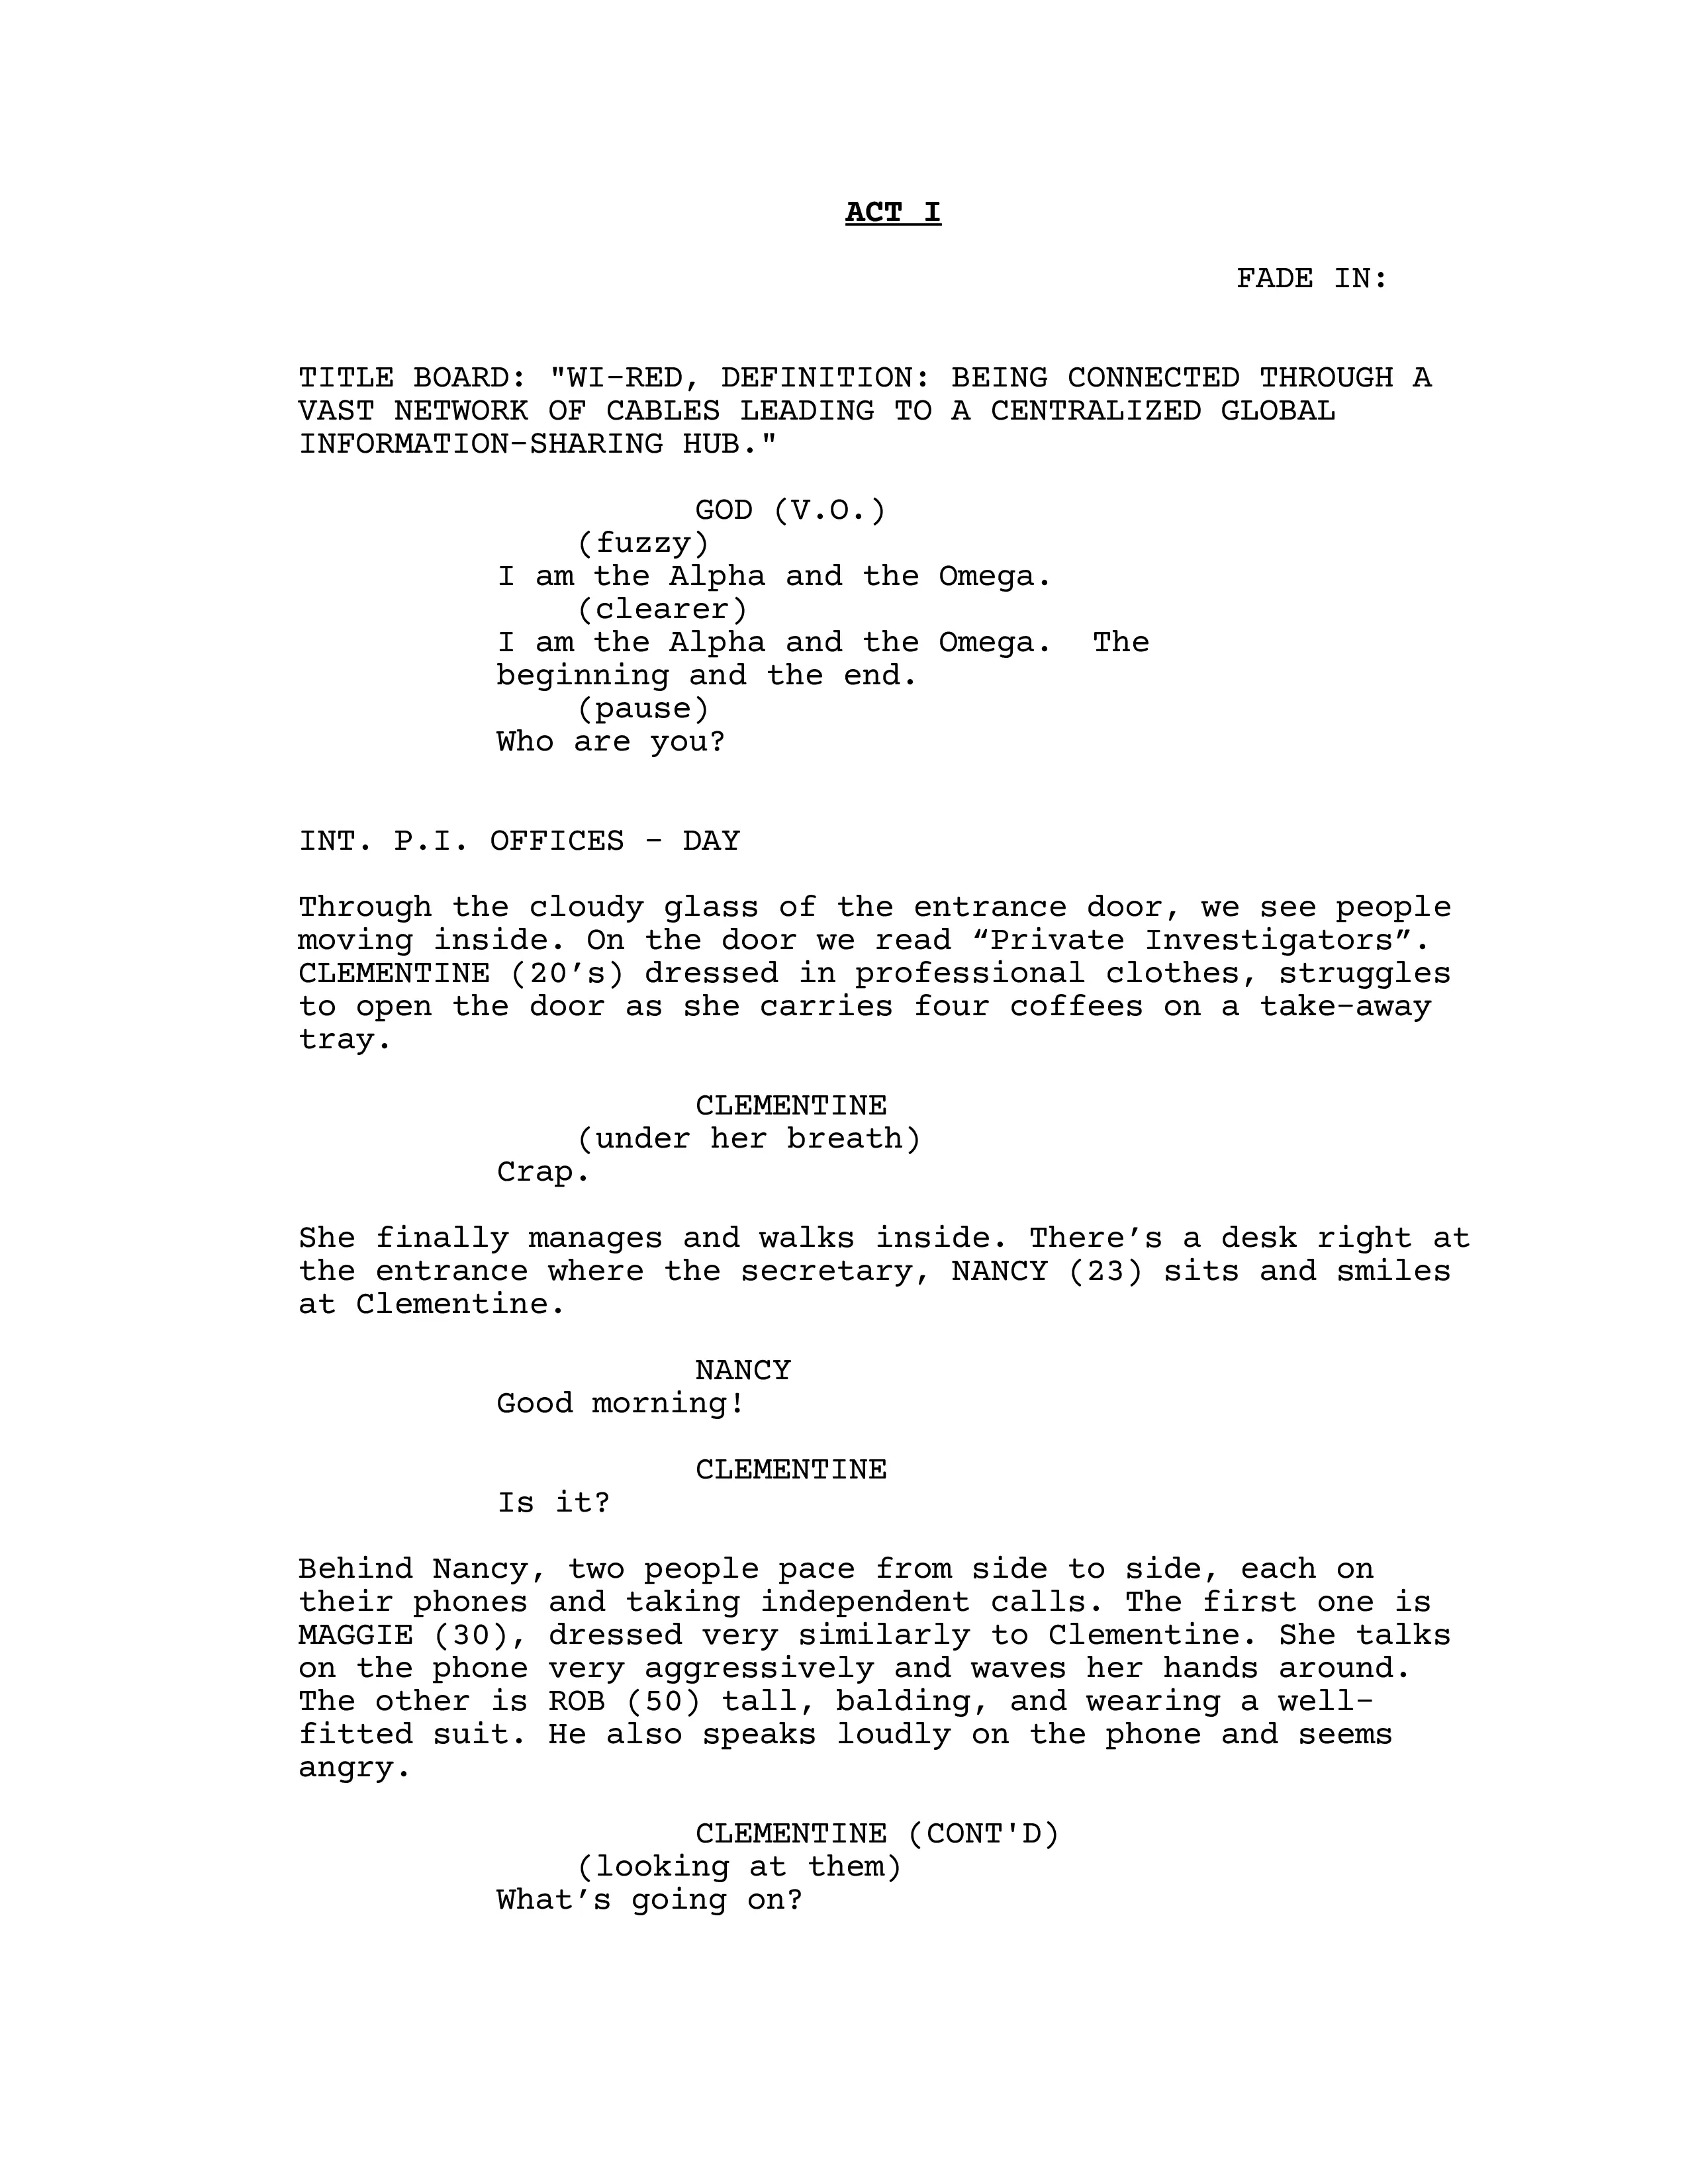 ACT I
FADE IN:
TITLE BOARD: "WI-RED, DEFINITION: BEING CONNECTED THROUGH A
VAST NETWORK OF CABLES LEADING TO A CENTRALIZED GLOBAL
INFORMATION-SHARING HUB."
GOD (V.O.)
(fuzzy)
I am the Alpha and the Omega.
(clearer)
I am the Alpha and the Omega.  The
beginning and the end.
(pause)
Who are you?
INT. P.I. OFFICES - DAY
Through the cloudy glass of the entrance door, we see people
moving inside. On the door we read “Private Investigators”.
CLEMENTINE (20’s) dressed in professional clothes, struggles
to open the door as she carries four coffees on a take-away
tray.
CLEMENTINE
(under her breath)
Crap.
She finally manages and walks inside. There’s a desk right at
the entrance where the secretary, NANCY (23) sits and smiles
at Clementine.
NANCY
Good morning!
CLEMENTINE
Is it?
Behind Nancy, two people pace from side to side, each on
their phones and taking independent calls. The first one is
MAGGIE (30), dressed very similarly to Clementine. She talks
on the phone very aggressively and waves her hands around.
The other is ROB (50) tall, balding, and wearing a well-
fitted suit. He also speaks loudly on the phone and seems
angry.
CLEMENTINE (CONT'D)
(looking at them)
What’s going on?